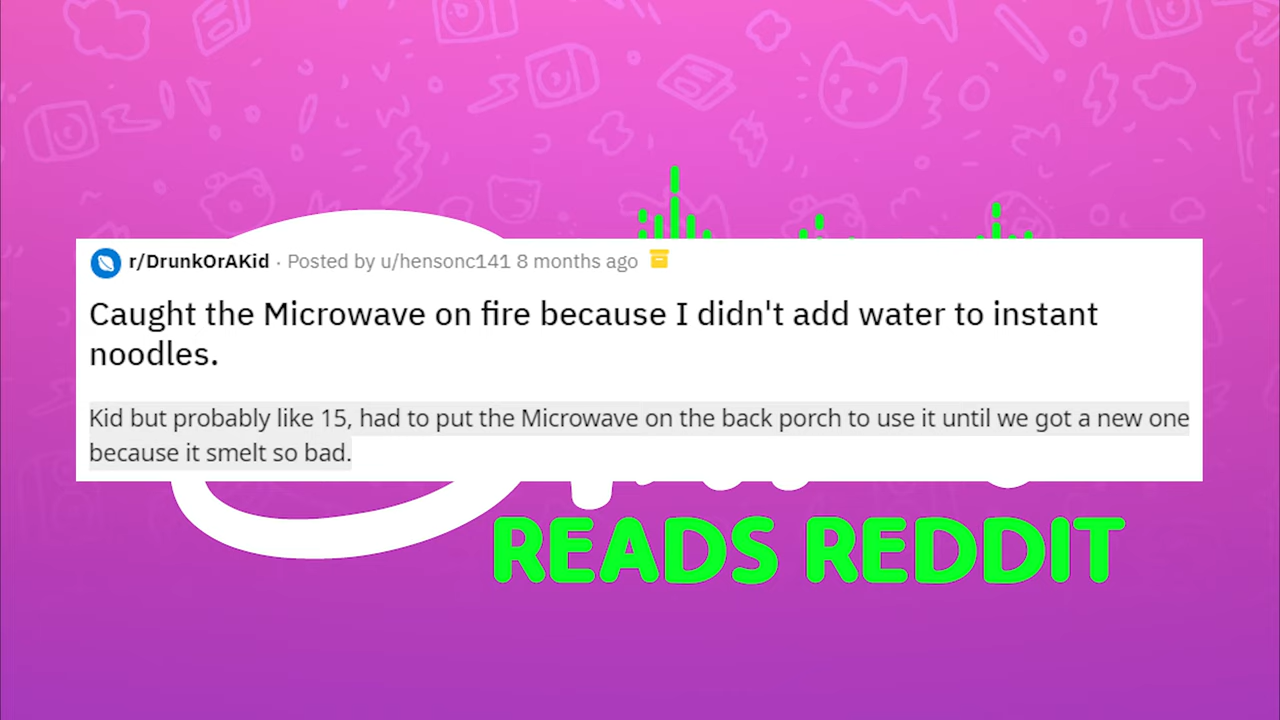 r/DrunkOrAKid · Posted by u/hensonc141 8 months ago
Caught the Microwave on fire because I didn't add water to instant
noodles.
Kid but probably like 15, had to put the Microwave on the back porch to use it until we got a new one
because it smelt so bad.
READS REDDIT